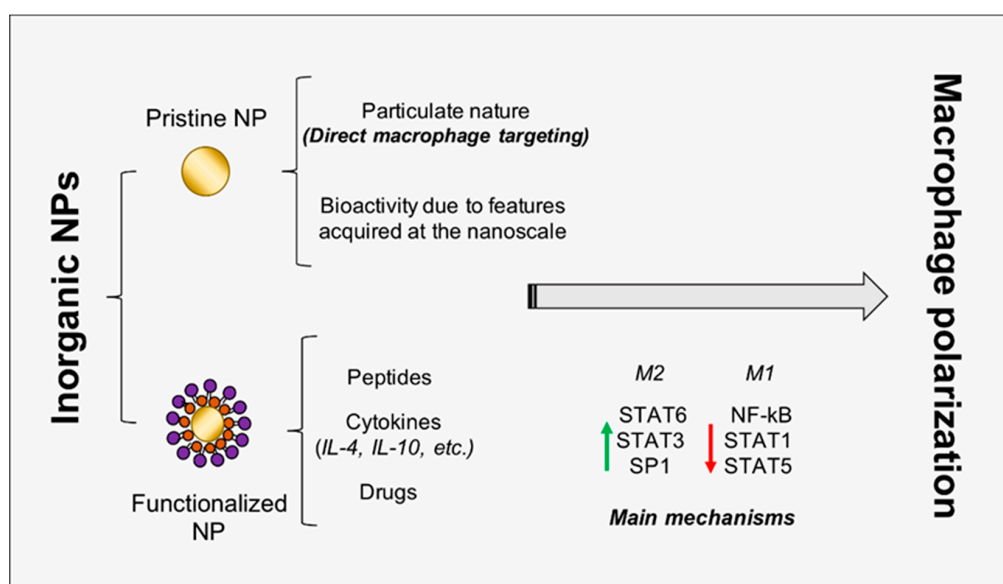 Inorganic NPs
Pristine NP
Particulate nature
(Direct macrophage targeting)
Bioactivity due to features
acquired at the nanoscale
Functionalized
NP
Peptides
Cytokines
(IL-4, IL-10, etc.)
Drugs
M2
STAT6
STAT3
SP1
M1
NF-kB
STAT1
STAT5
Main mechanisms
Macrophage polarization